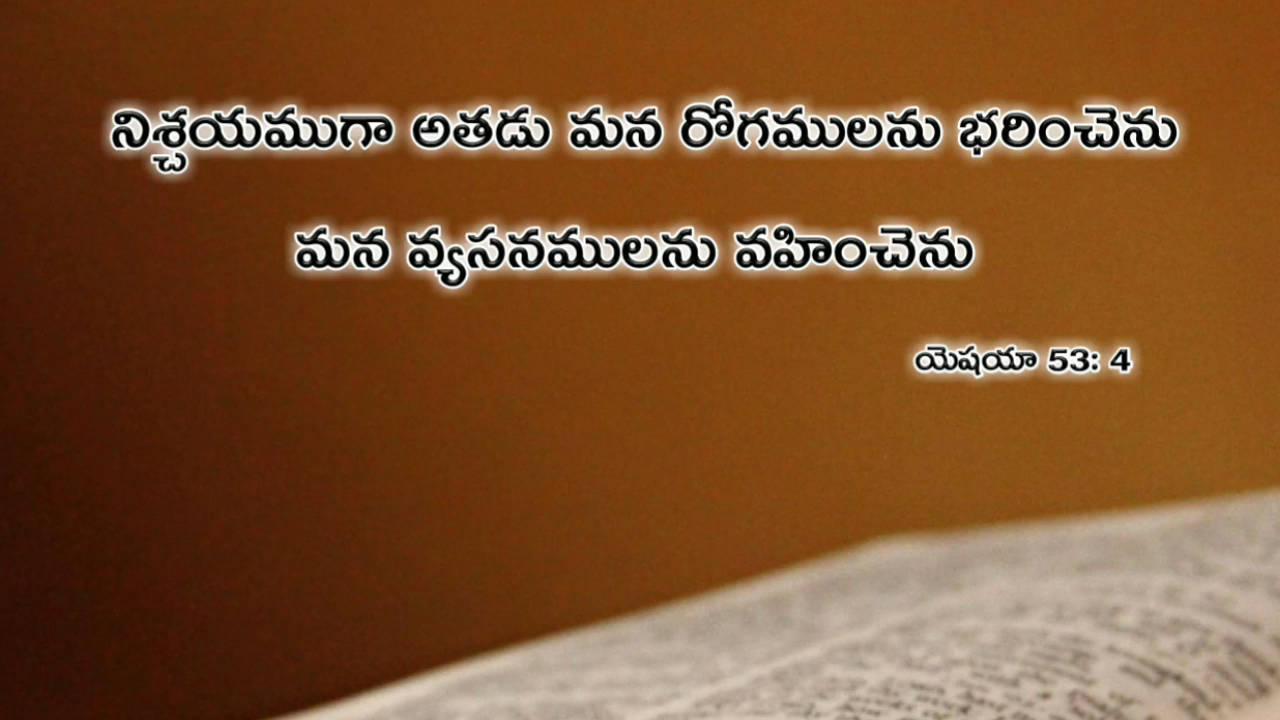 నిశ్చయముగా అతడు మన రోగములను భరించెను
మన వ్యసనములను వహించెను
యెషయా 53: 4